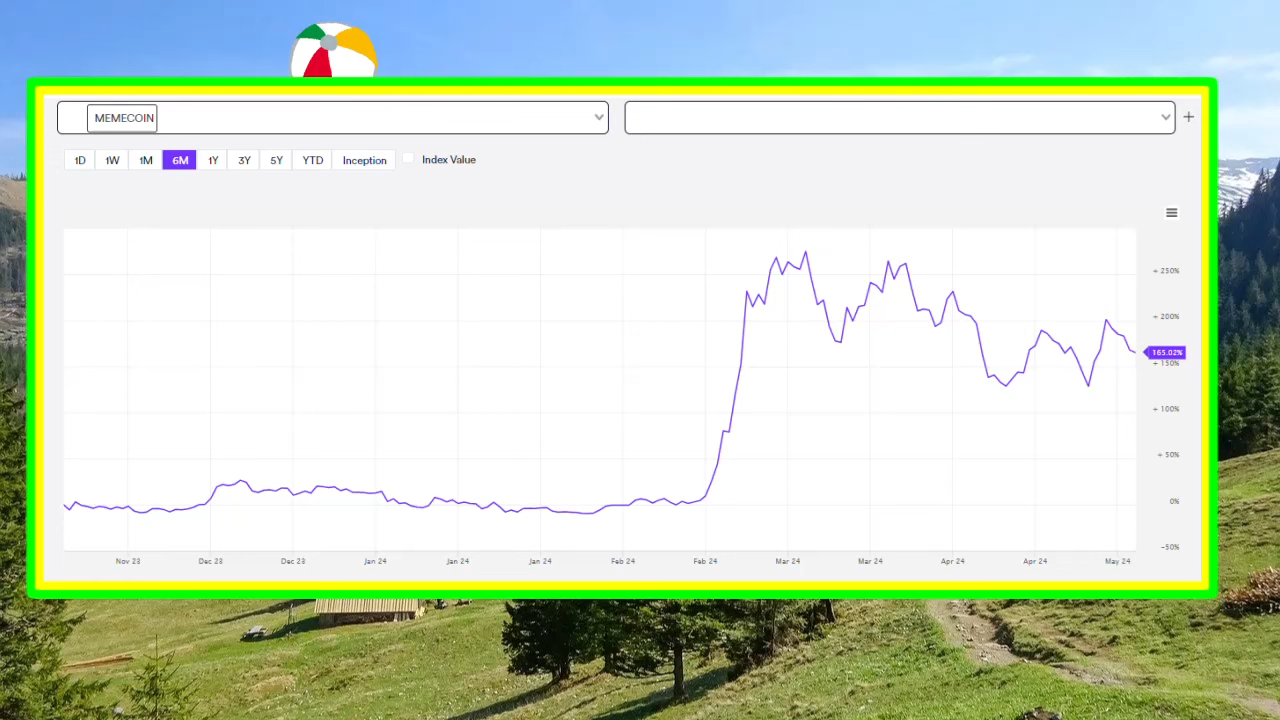 MEMECOIN
1D 1W 1M 6M 1Y 3Y 5Y YTD Inception Index Value
+ 250%
+ 200%
165.02%
+ 150%
+ 100%
+ 50%
0%
-50%
Nov 23 Dec 23 Dec 23 Jan 24 Jan 24 Jan 24 Feb 24 Feb 24 Mar 24 Mar 24 Apr 24 Apr 24 May 24